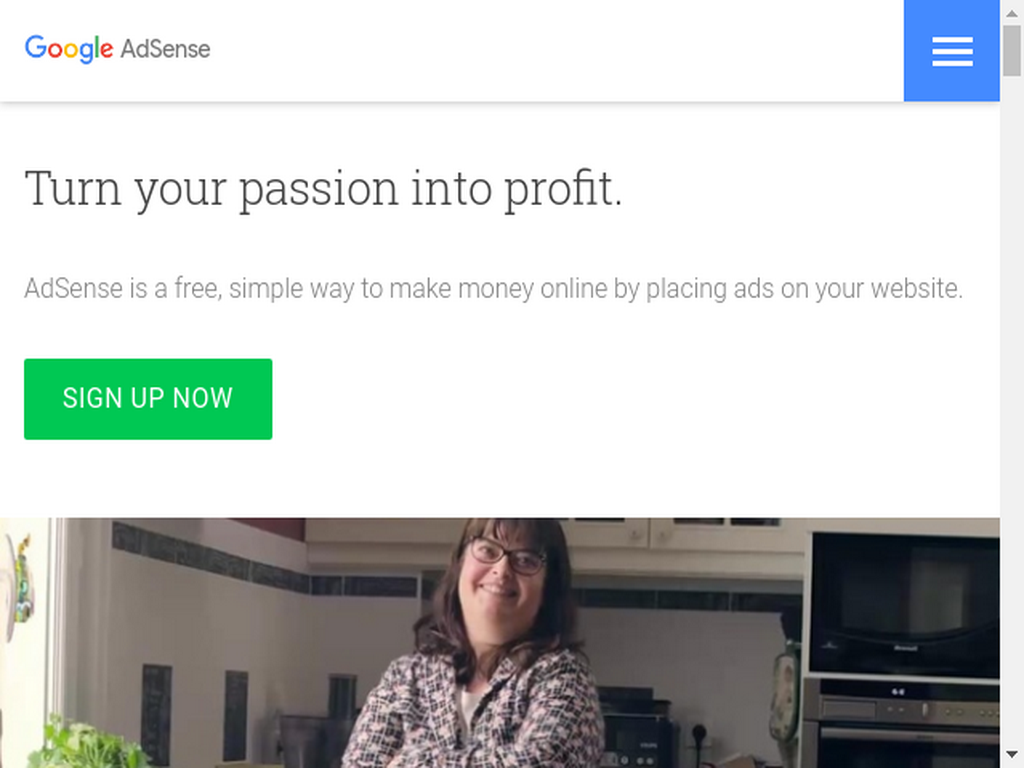 Google AdSense
Turn your passion into profit.
AdSense is a free, simple way to make money online by placing ads on your website.
SIGN UP NOW